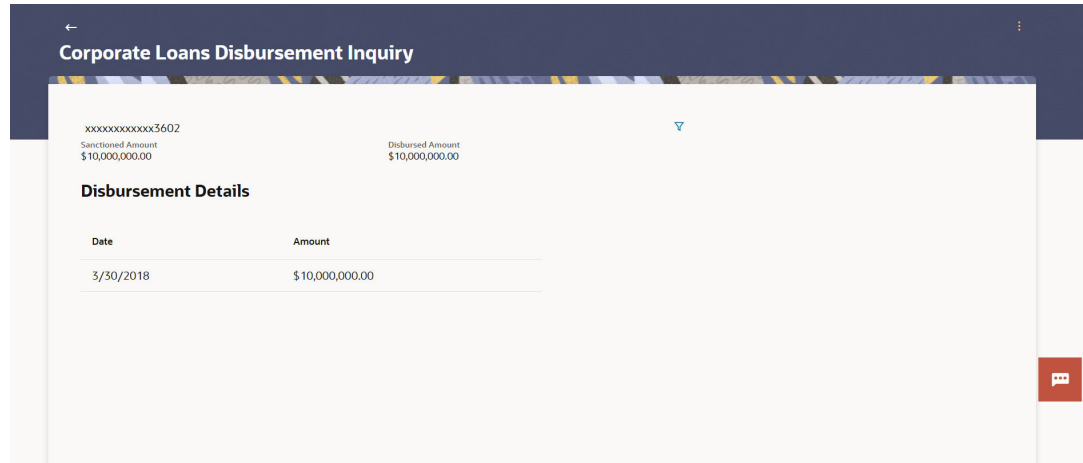 Corporate Loans Disbursement Inquiry
xxxxxxxxxxxx3602
Sanctioned Amount Disbursed Amount
$10,000,000.00 $10,000,000.00
Disbursement Details
Date Amount
3/30/2018 $10,000,000.00